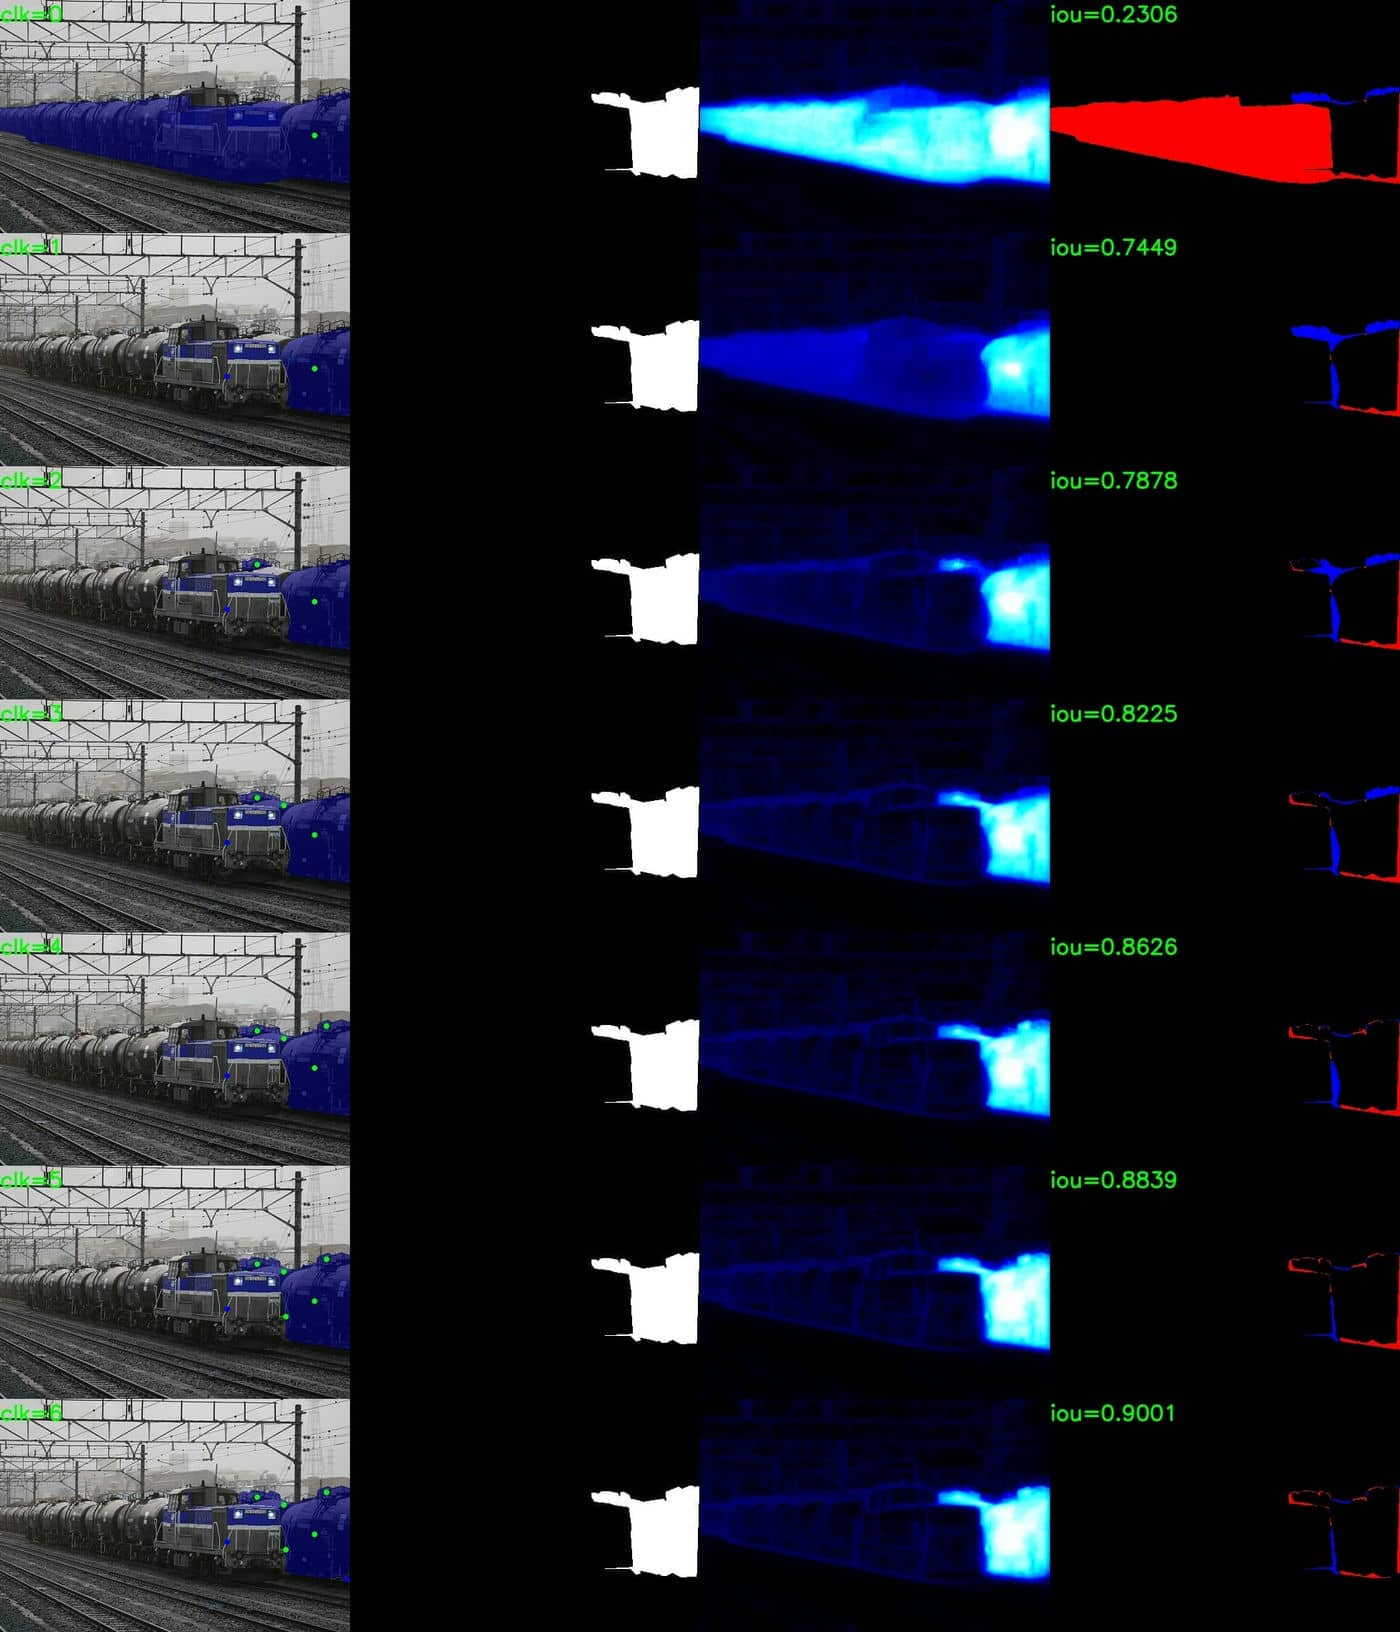 clk=0
iou=0.2306
clk=1
iou=0.7449
clk=2
iou=0.7878
clk=3
iou=0.8225
clk=4
iou=0.8626
clk=5
iou=0.8839
clk=6
iou=0.9001